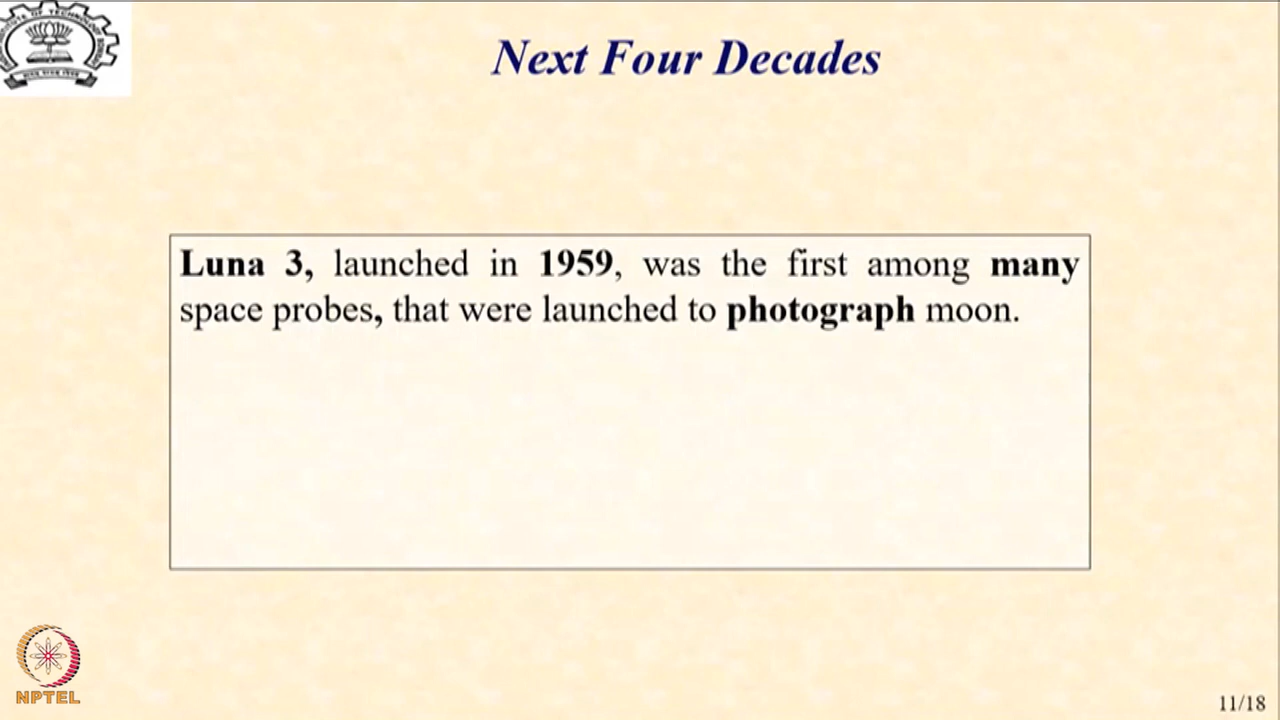 Next Four Decades
Luna 3, launched in 1959, was the first among many
space probes, that were launched to photograph moon.
NPTEL
11/18